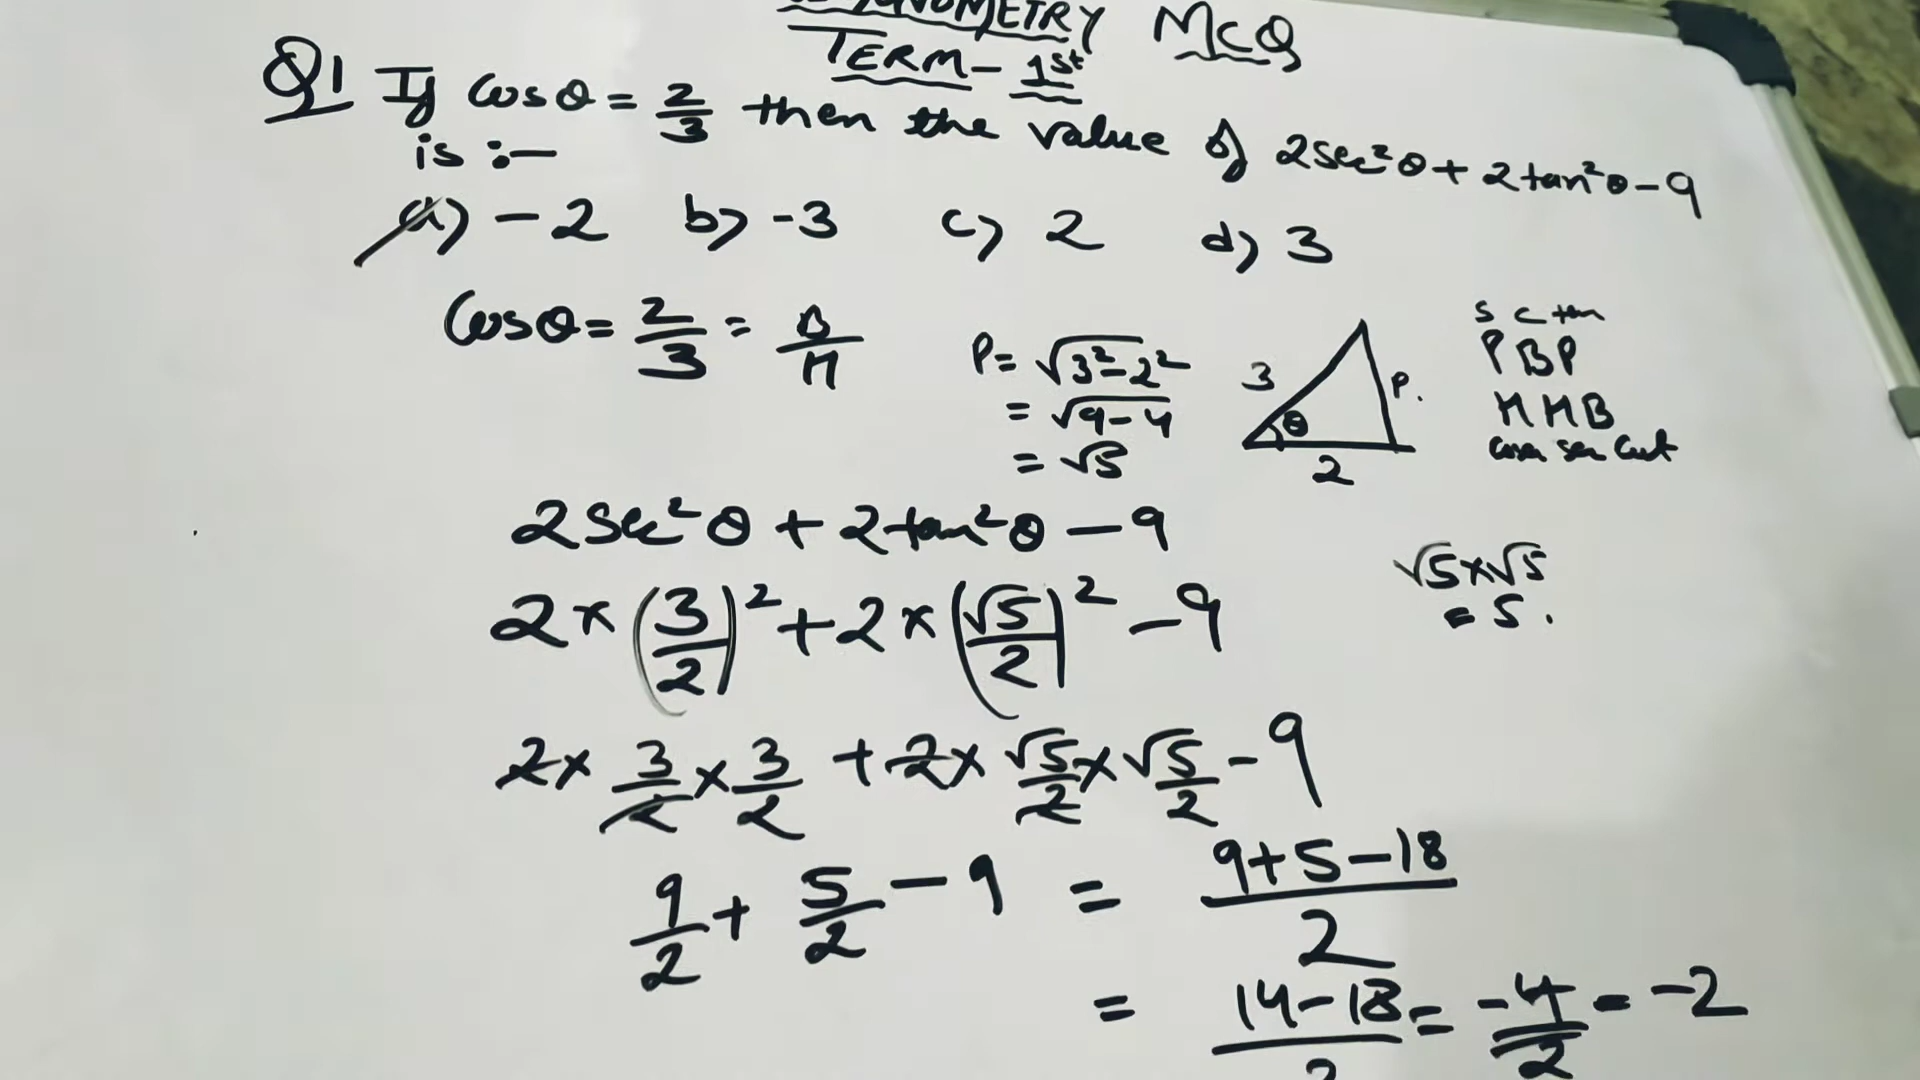 MCQ
TERM - 1st
Q1 If cosθ = 2/3 then the value of 2sec²θ + 2tan²θ - 9
is :-
a) -2 b) -3 c) 2 d) 3
cosθ = 2/3 = B/H
P = √3²-2²
= √9-4
= √5
3 θ P. 2
S C tan
P B P
H H B
2sec²θ + 2tan²θ - 9
2 × (3/2)² + 2 × (√5/2)² - 9
√5×√5
= 5.
2 × 3/2 × 3/2 + 2 × √5/2 × √5/2 - 9
9/2 + 5/2 - 9 = 9+5-18/2
= 14-18/2 = -4/2 = -2